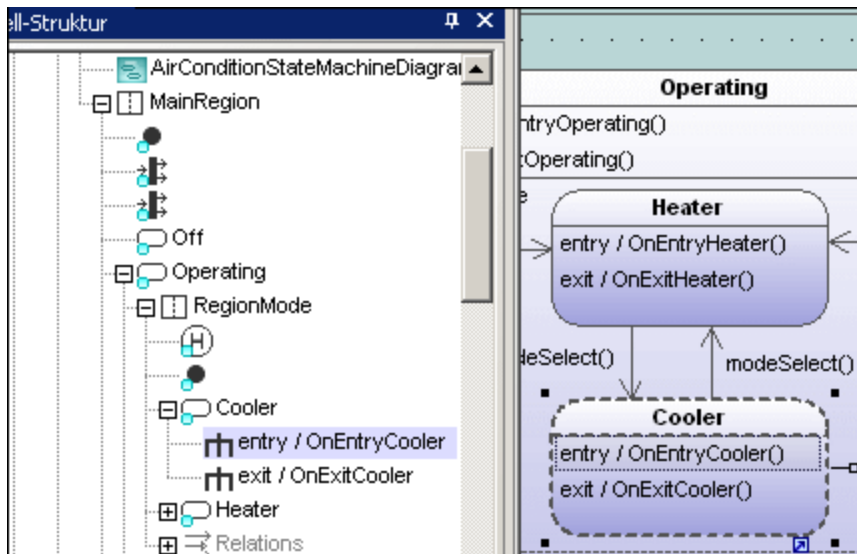 ell-Struktur
AirConditionStateMachineDiagra
MainRegion
Off
Operating
RegionMode
H
Cooler
entry / OnEntryCooler
exit / OnExitCooler
Heater
Relations
Operating
ntryOperating()
tOperating()
e
Heater
entry / OnEntryHeater()
exit / OnExitHeater()
deSelect()
modeSelect()
Cooler
entry / OnEntryCooler()
exit / OnExitCooler()